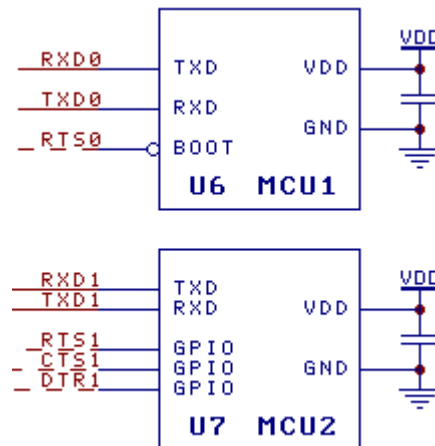 VDD
RXD0 TXD VDD
TXD0 RXD
GND
RTS0 BOOT
U6 MCU1
VDD
RXD1 TXD
TXD1 RXD VDD
RTS1 GPIO
CTS1 GPIO GND
DTR1 GPIO
U7 MCU2